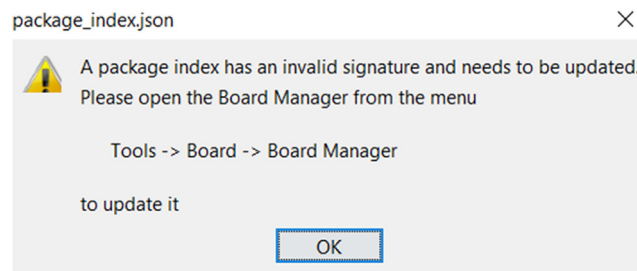 package_index.json
A package index has an invalid signature and needs to be updated.
Please open the Board Manager from the menu
Tools -> Board -> Board Manager
to update it
OK